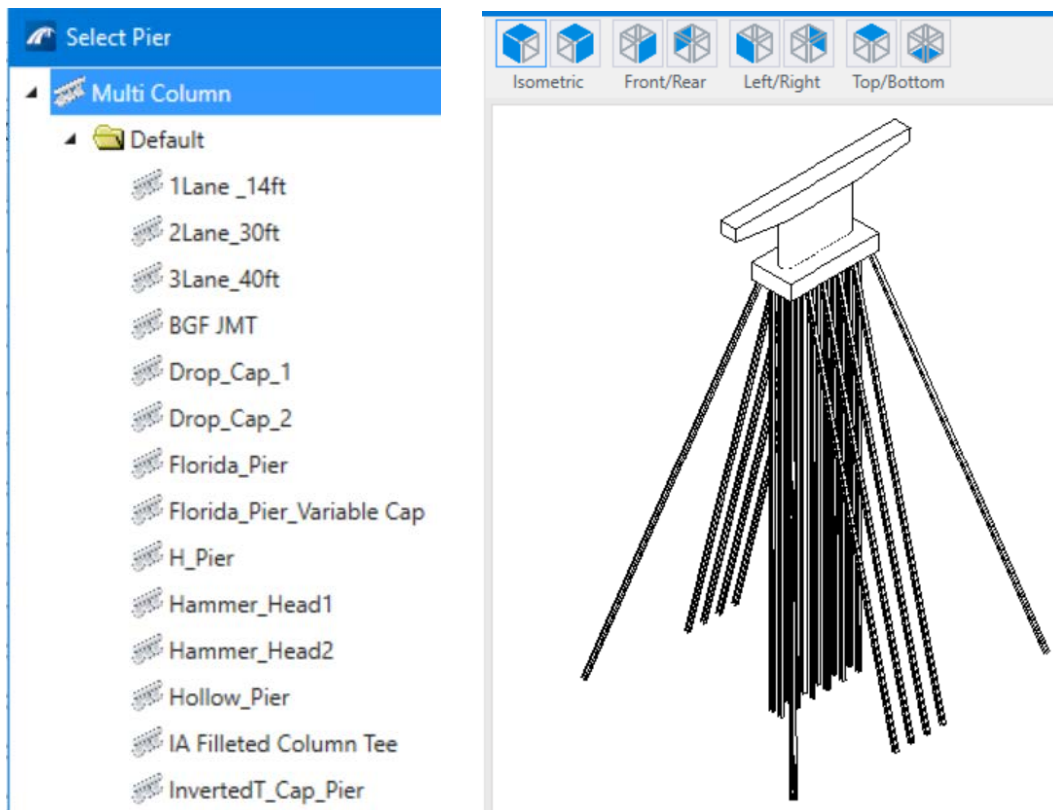 Select Pier
Multi Column
Default
1Lane _14ft
2Lane_30ft
3Lane_40ft
BGF JMT
Drop_Cap_1
Drop_Cap_2
Florida_Pier
Florida_Pier_Variable Cap
H_Pier
Hammer_Head1
Hammer_Head2
Hollow_Pier
IA Filleted Column Tee
InvertedT_Cap_Pier
Isometric Front/Rear Left/Right Top/Bottom